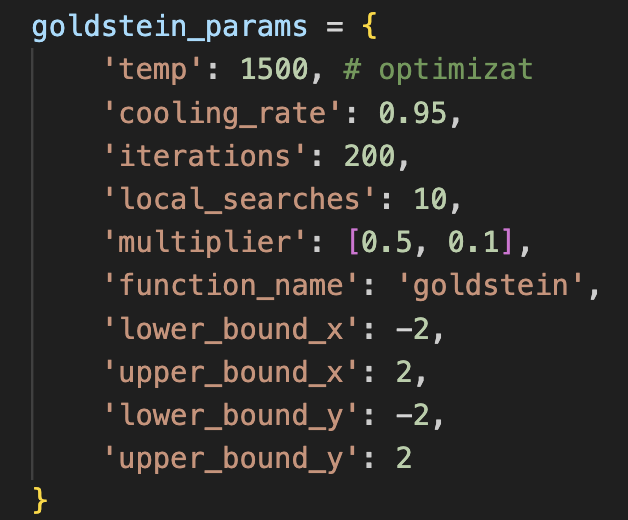 goldstein_params = {
    'temp': 1500, # optimizat
    'cooling_rate': 0.95,
    'iterations': 200,
    'local_searches': 10,
    'multiplier': [0.5, 0.1],
    'function_name': 'goldstein',
    'lower_bound_x': -2,
    'upper_bound_x': 2,
    'lower_bound_y': -2,
    'upper_bound_y': 2
}